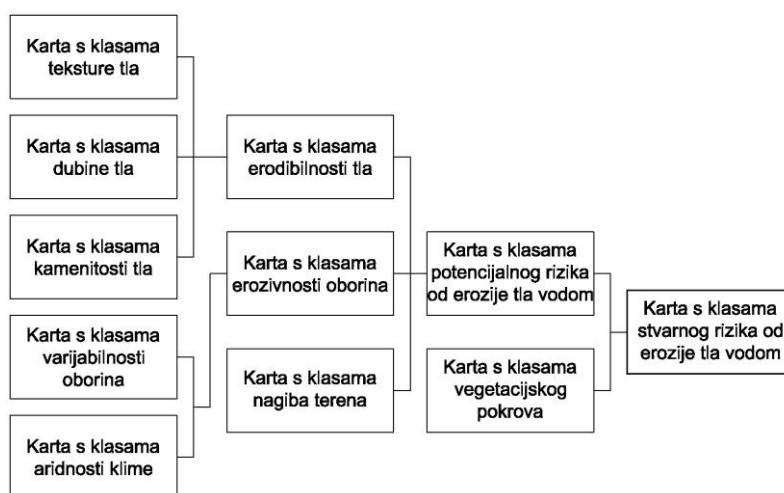 Karta s klasama
teksture tla
Karta s klasama
dubine tla
Karta s klasama
kamenitosti tla
Karta s klasama
varijabilnosti
oborina
Karta s klasama
aridnosti klime
Karta s klasama
erodibilnosti tla
Karta s klasama
erozivnosti oborina
Karta s klasama
nagiba terena
Karta s klasama
potencijalnog rizika
od erozije tla vodom
Karta s klasama
vegetacijskog
pokrova
Karta s klasama
stvarnog rizika od
erozije tla vodom